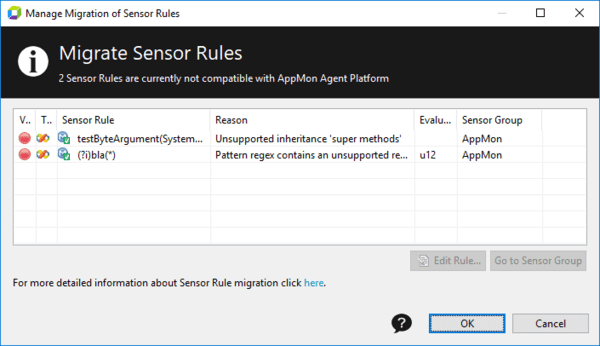 Manage Migration of Sensor Rules
Migrate Sensor Rules
2 Sensor Rules are currently not compatible with AppMon Agent Platform
V... T... Sensor Rule Reason Evalu... Sensor Group
testByteArgument(System... Unsupported inheritance 'super methods' AppMon
(?i)bla(*) Pattern regex contains an unsupported re... u12 AppMon
Edit Rule... Go to Sensor Group
For more detailed information about Sensor Rule migration click here.
? OK Cancel